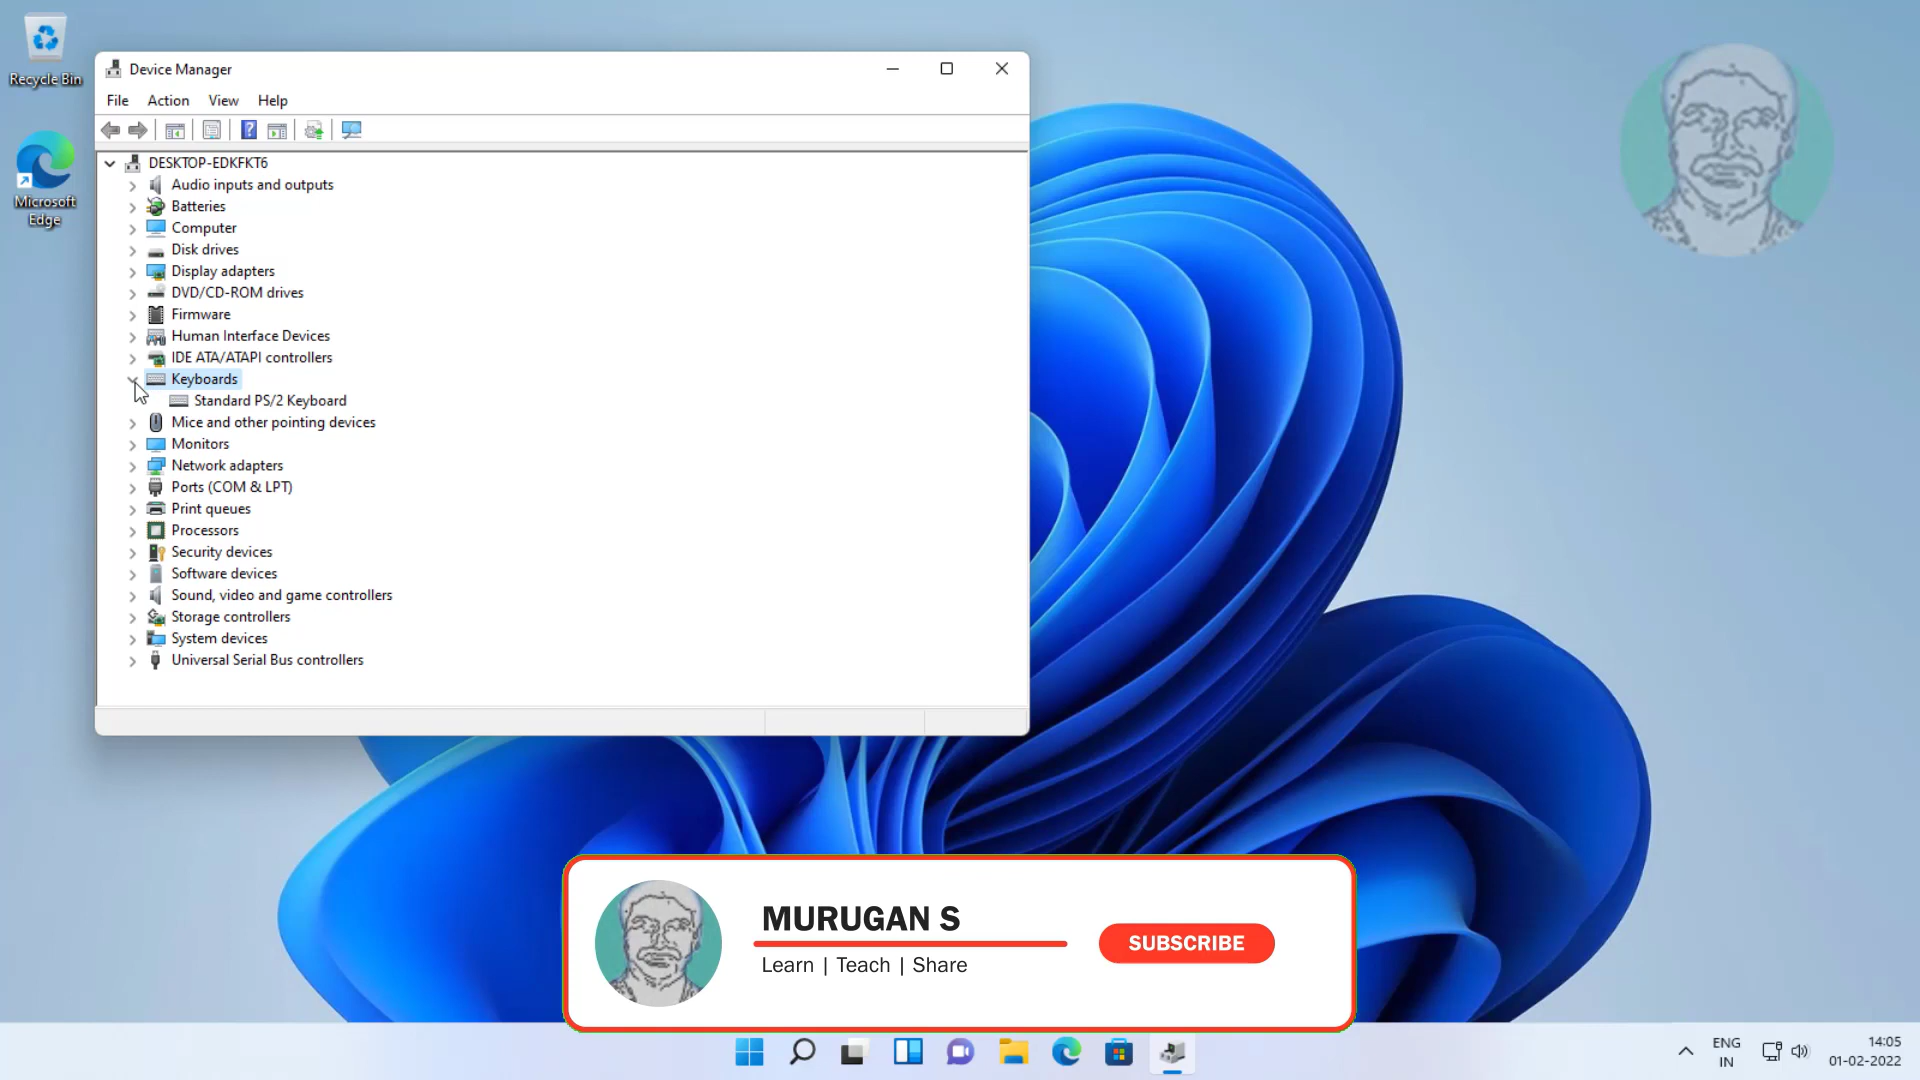 Recycle Bin
Microsoft
Edge
Device Manager
File Action View Help
DESKTOP-EDKFKT6
Audio inputs and outputs
Batteries
Computer
Disk drives
Display adapters
DVD/CD-ROM drives
Firmware
Human Interface Devices
IDE ATA/ATAPI controllers
Keyboards
Standard PS/2 Keyboard
Mice and other pointing devices
Monitors
Network adapters
Ports (COM & LPT)
Print queues
Processors
Security devices
Software devices
Sound, video and game controllers
Storage controllers
System devices
Universal Serial Bus controllers
MURUGAN S
Learn | Teach | Share
SUBSCRIBE
ENG
IN
14:05
01-02-2022